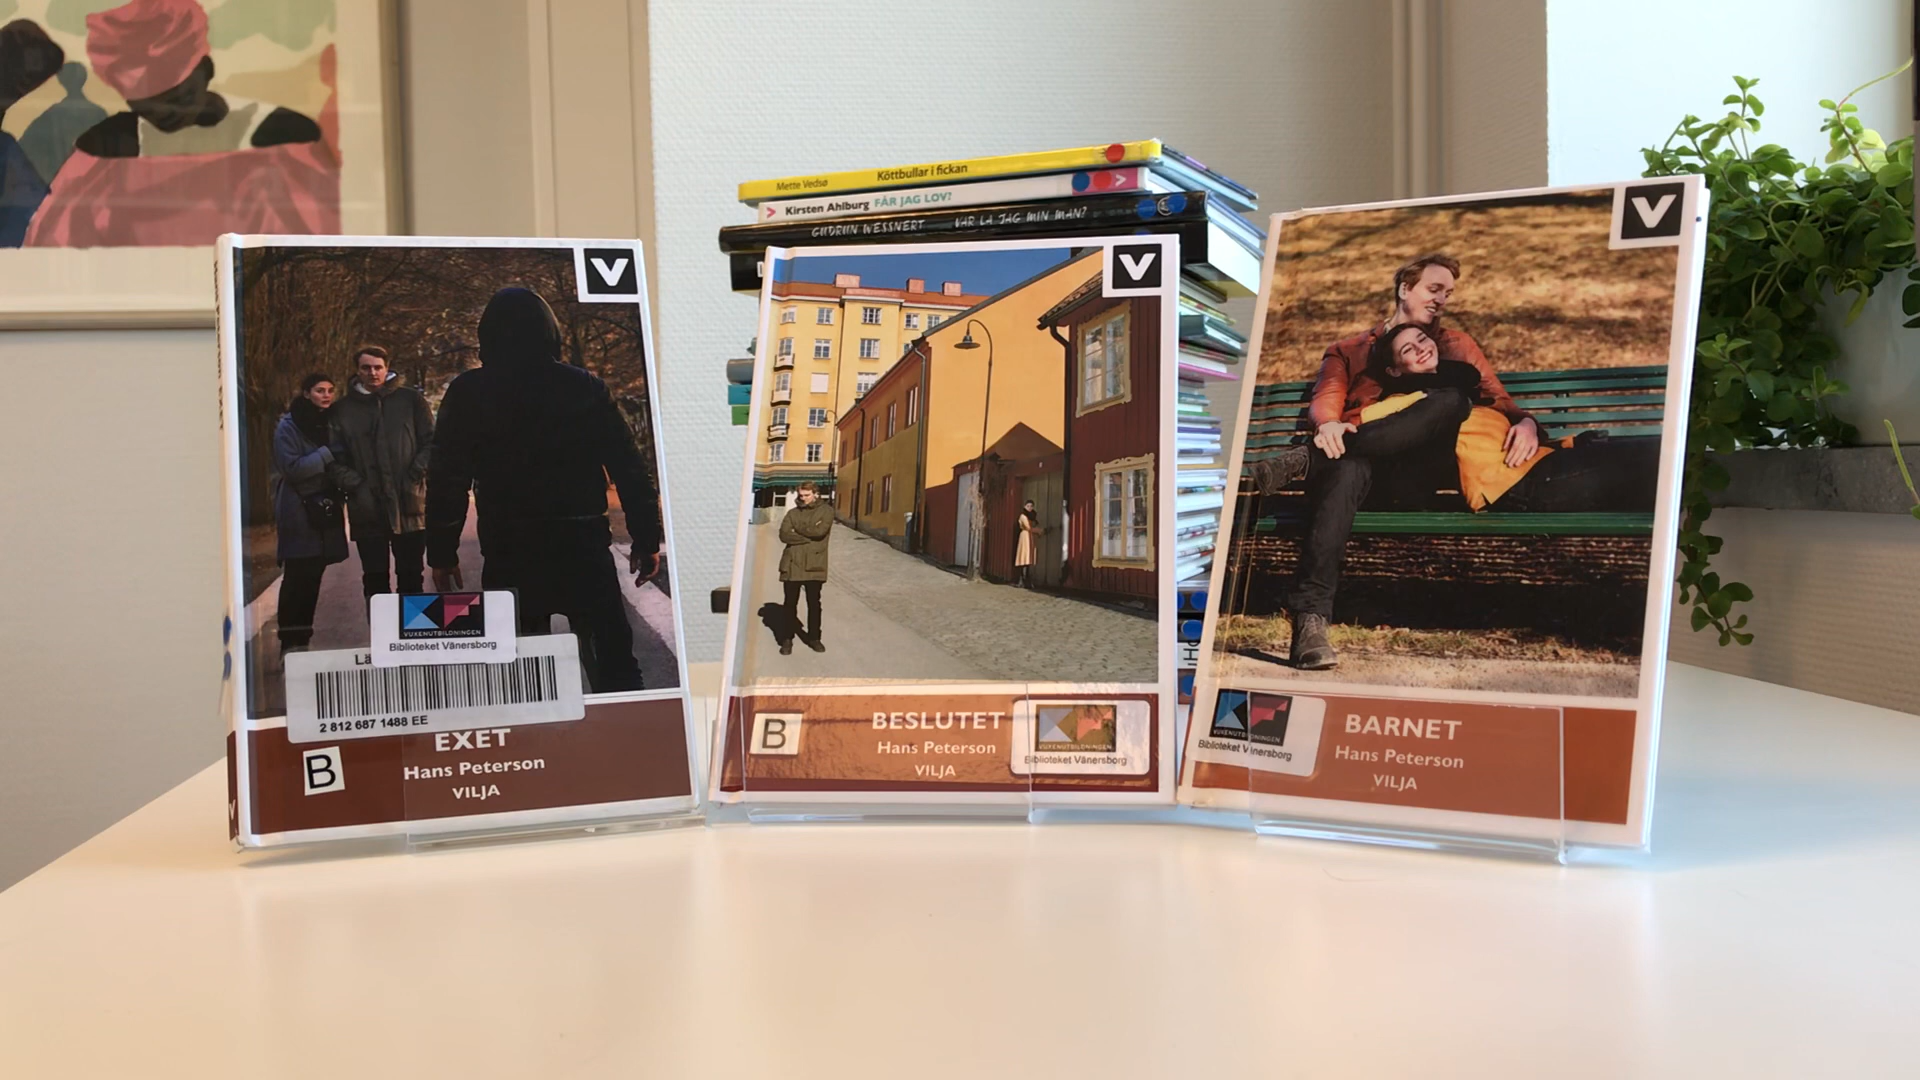 Mette Vedsø Köttbullar i fickan
Kirsten Ahlburg FÅR JAG LOV?
GUDRUN WESSNERT VAR LÅ JAG MIN MAN?
V
VUXENUTBILDNINGEN
Biblioteket Vänersborg
2 812 687 1488 EE
B
EXET
Hans Peterson
VILJA
V
B
BESLUTET
Hans Peterson
VILJA
VUXENUTBILDNINGEN
Biblioteket Vänersborg
V
VUXENUTBILDNINGEN
Biblioteket Vänersborg
BARNET
Hans Peterson
VILJA